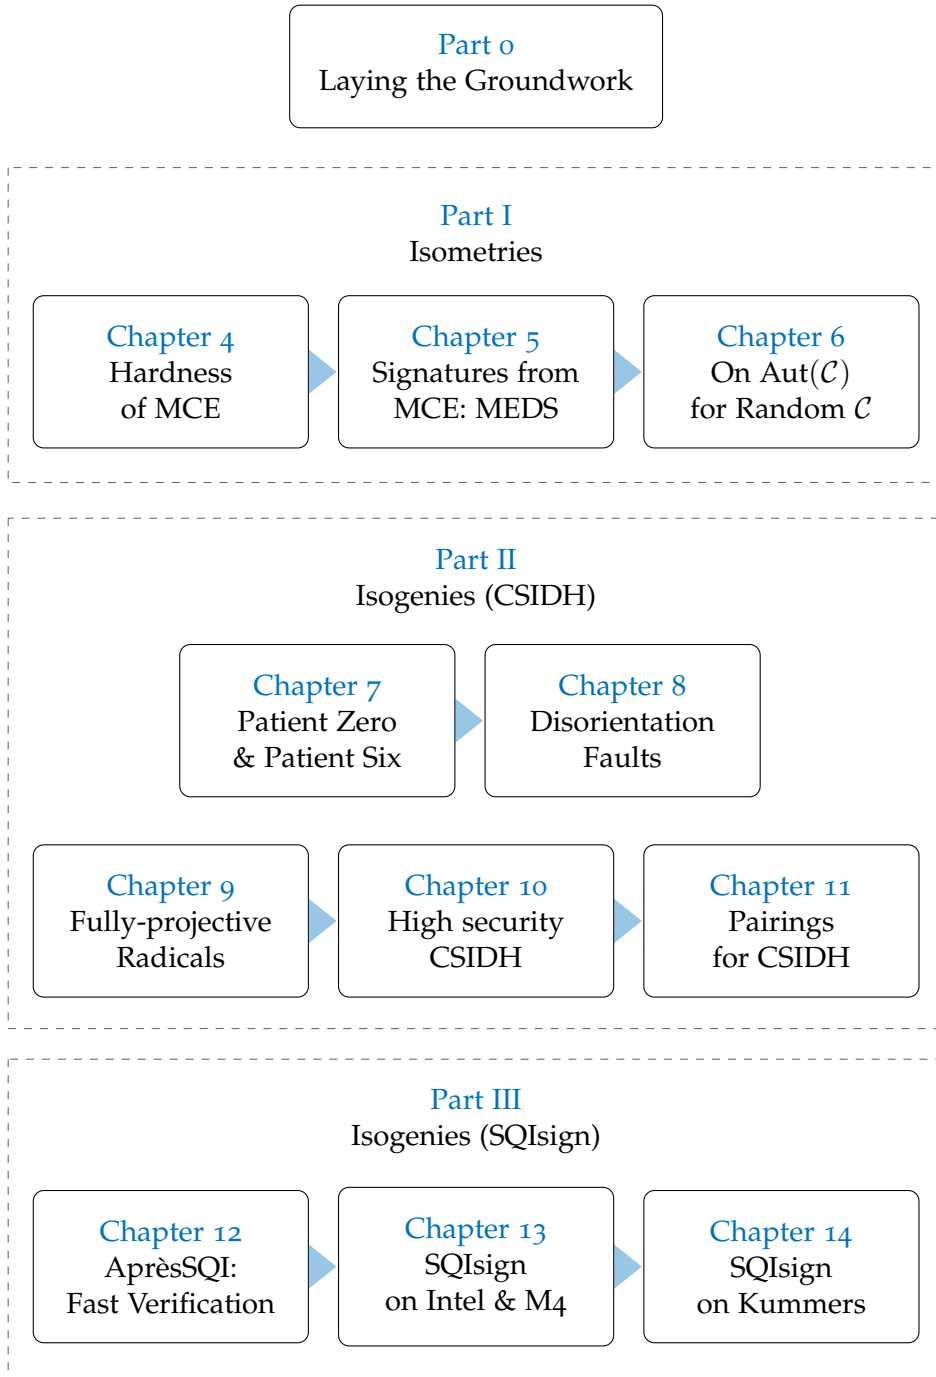 Part 0
Laying the Groundwork
Part I
Isometries
Chapter 4
Hardness
of MCE
Chapter 5
Signatures from
MCE: MEDS
Chapter 6
On Aut(𝒞)
for Random 𝒞
Part II
Isogenies (CSIDH)
Chapter 7
Patient Zero
& Patient Six
Chapter 8
Disorientation
Faults
Chapter 9
Fully-projective
Radicals
Chapter 10
High security
CSIDH
Chapter 11
Pairings
for CSIDH
Part III
Isogenies (SQIsign)
Chapter 12
AprèsSQI:
Fast Verification
Chapter 13
SQIsign
on Intel & M4
Chapter 14
SQIsign
on Kummers